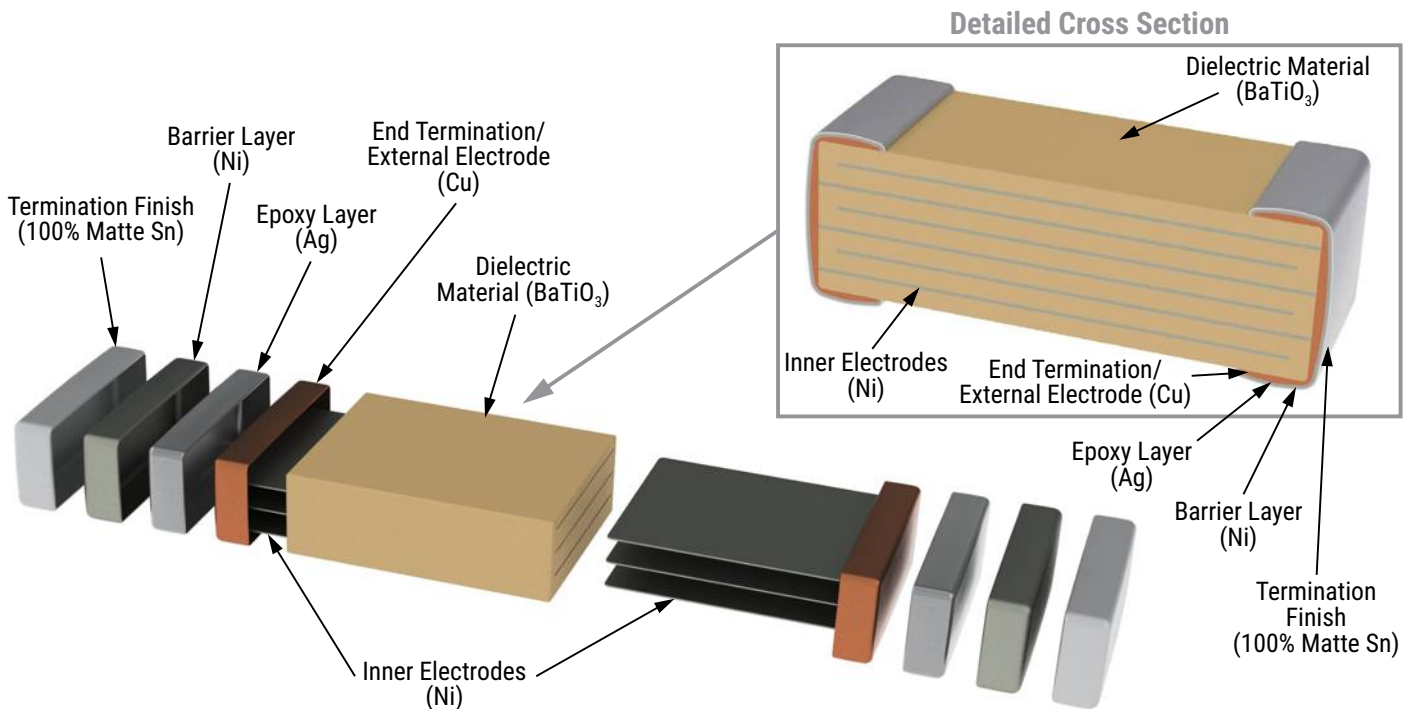 Detailed Cross Section
Dielectric Material
(BaTiO₃)
Inner Electrodes
(Ni)
End Termination/
External Electrode (Cu)
Epoxy Layer
(Ag)
Barrier Layer
(Ni)
Termination
Finish
(100% Matte Sn)
Termination Finish
(100% Matte Sn)
Barrier Layer
(Ni)
Epoxy Layer
(Ag)
End Termination/
External Electrode
(Cu)
Dielectric
Material (BaTiO₃)
Inner Electrodes
(Ni)